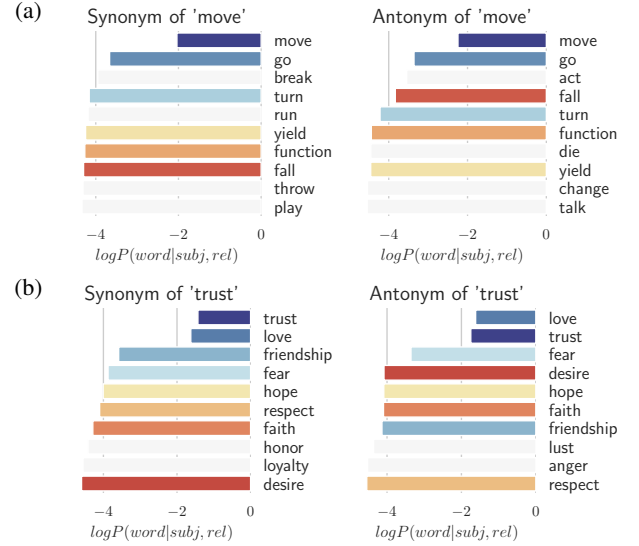 (a)
Synonym of 'move'
move
go
break
turn
run
yield
function
fall
throw
play
−4 −2 0
logP(word|subj, rel)
Antonym of 'move'
move
go
act
fall
turn
function
die
yield
change
talk
−4 −2 0
logP(word|subj, rel)
(b)
Synonym of 'trust'
trust
love
friendship
fear
hope
respect
faith
honor
loyalty
desire
−4 −2 0
logP(word|subj, rel)
Antonym of 'trust'
love
trust
fear
desire
hope
faith
friendship
lust
anger
respect
−4 −2 0
logP(word|subj, rel)